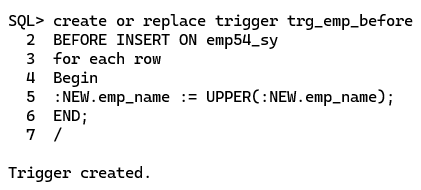 SQL> create or replace trigger trg_emp_before
  2  BEFORE INSERT ON emp54_sy
  3  for each row
  4  Begin
  5  :NEW.emp_name := UPPER(:NEW.emp_name);
  6  END;
  7  /

Trigger created.